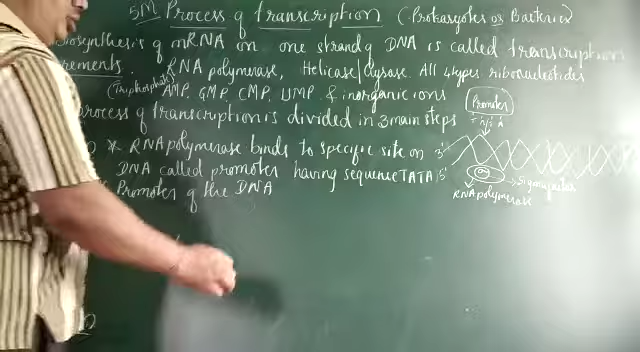 5M Process of transcription (Prokaryotes or Bacteria)
Biosynthesis of mRNA on one strand of DNA is called transcription
rements RNA polymerase, Helicase/Gyrase. All 4 types ribonucleotides
(Triphosphate) AMP, GMP, CMP, UMP & inorganic ions
process of transcription is divided in 3 main steps
* RNA polymerase binds to specific site on
DNA called promoter having sequence TATA
Promoter of the DNA
Promoter
3'
5'
RNA polymerase